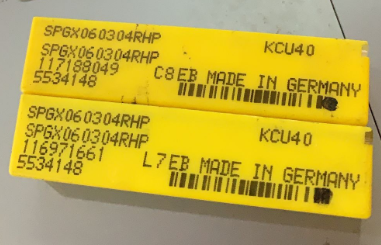 SPGX060304RHP KCU40
SPGX060304RHP
117188049 C8EB MADE IN GERMANY
5534148
SPGX060304RHP KCU40
SPGX060304RHP
116971661 L7EB MADE IN GERMANY
5534148